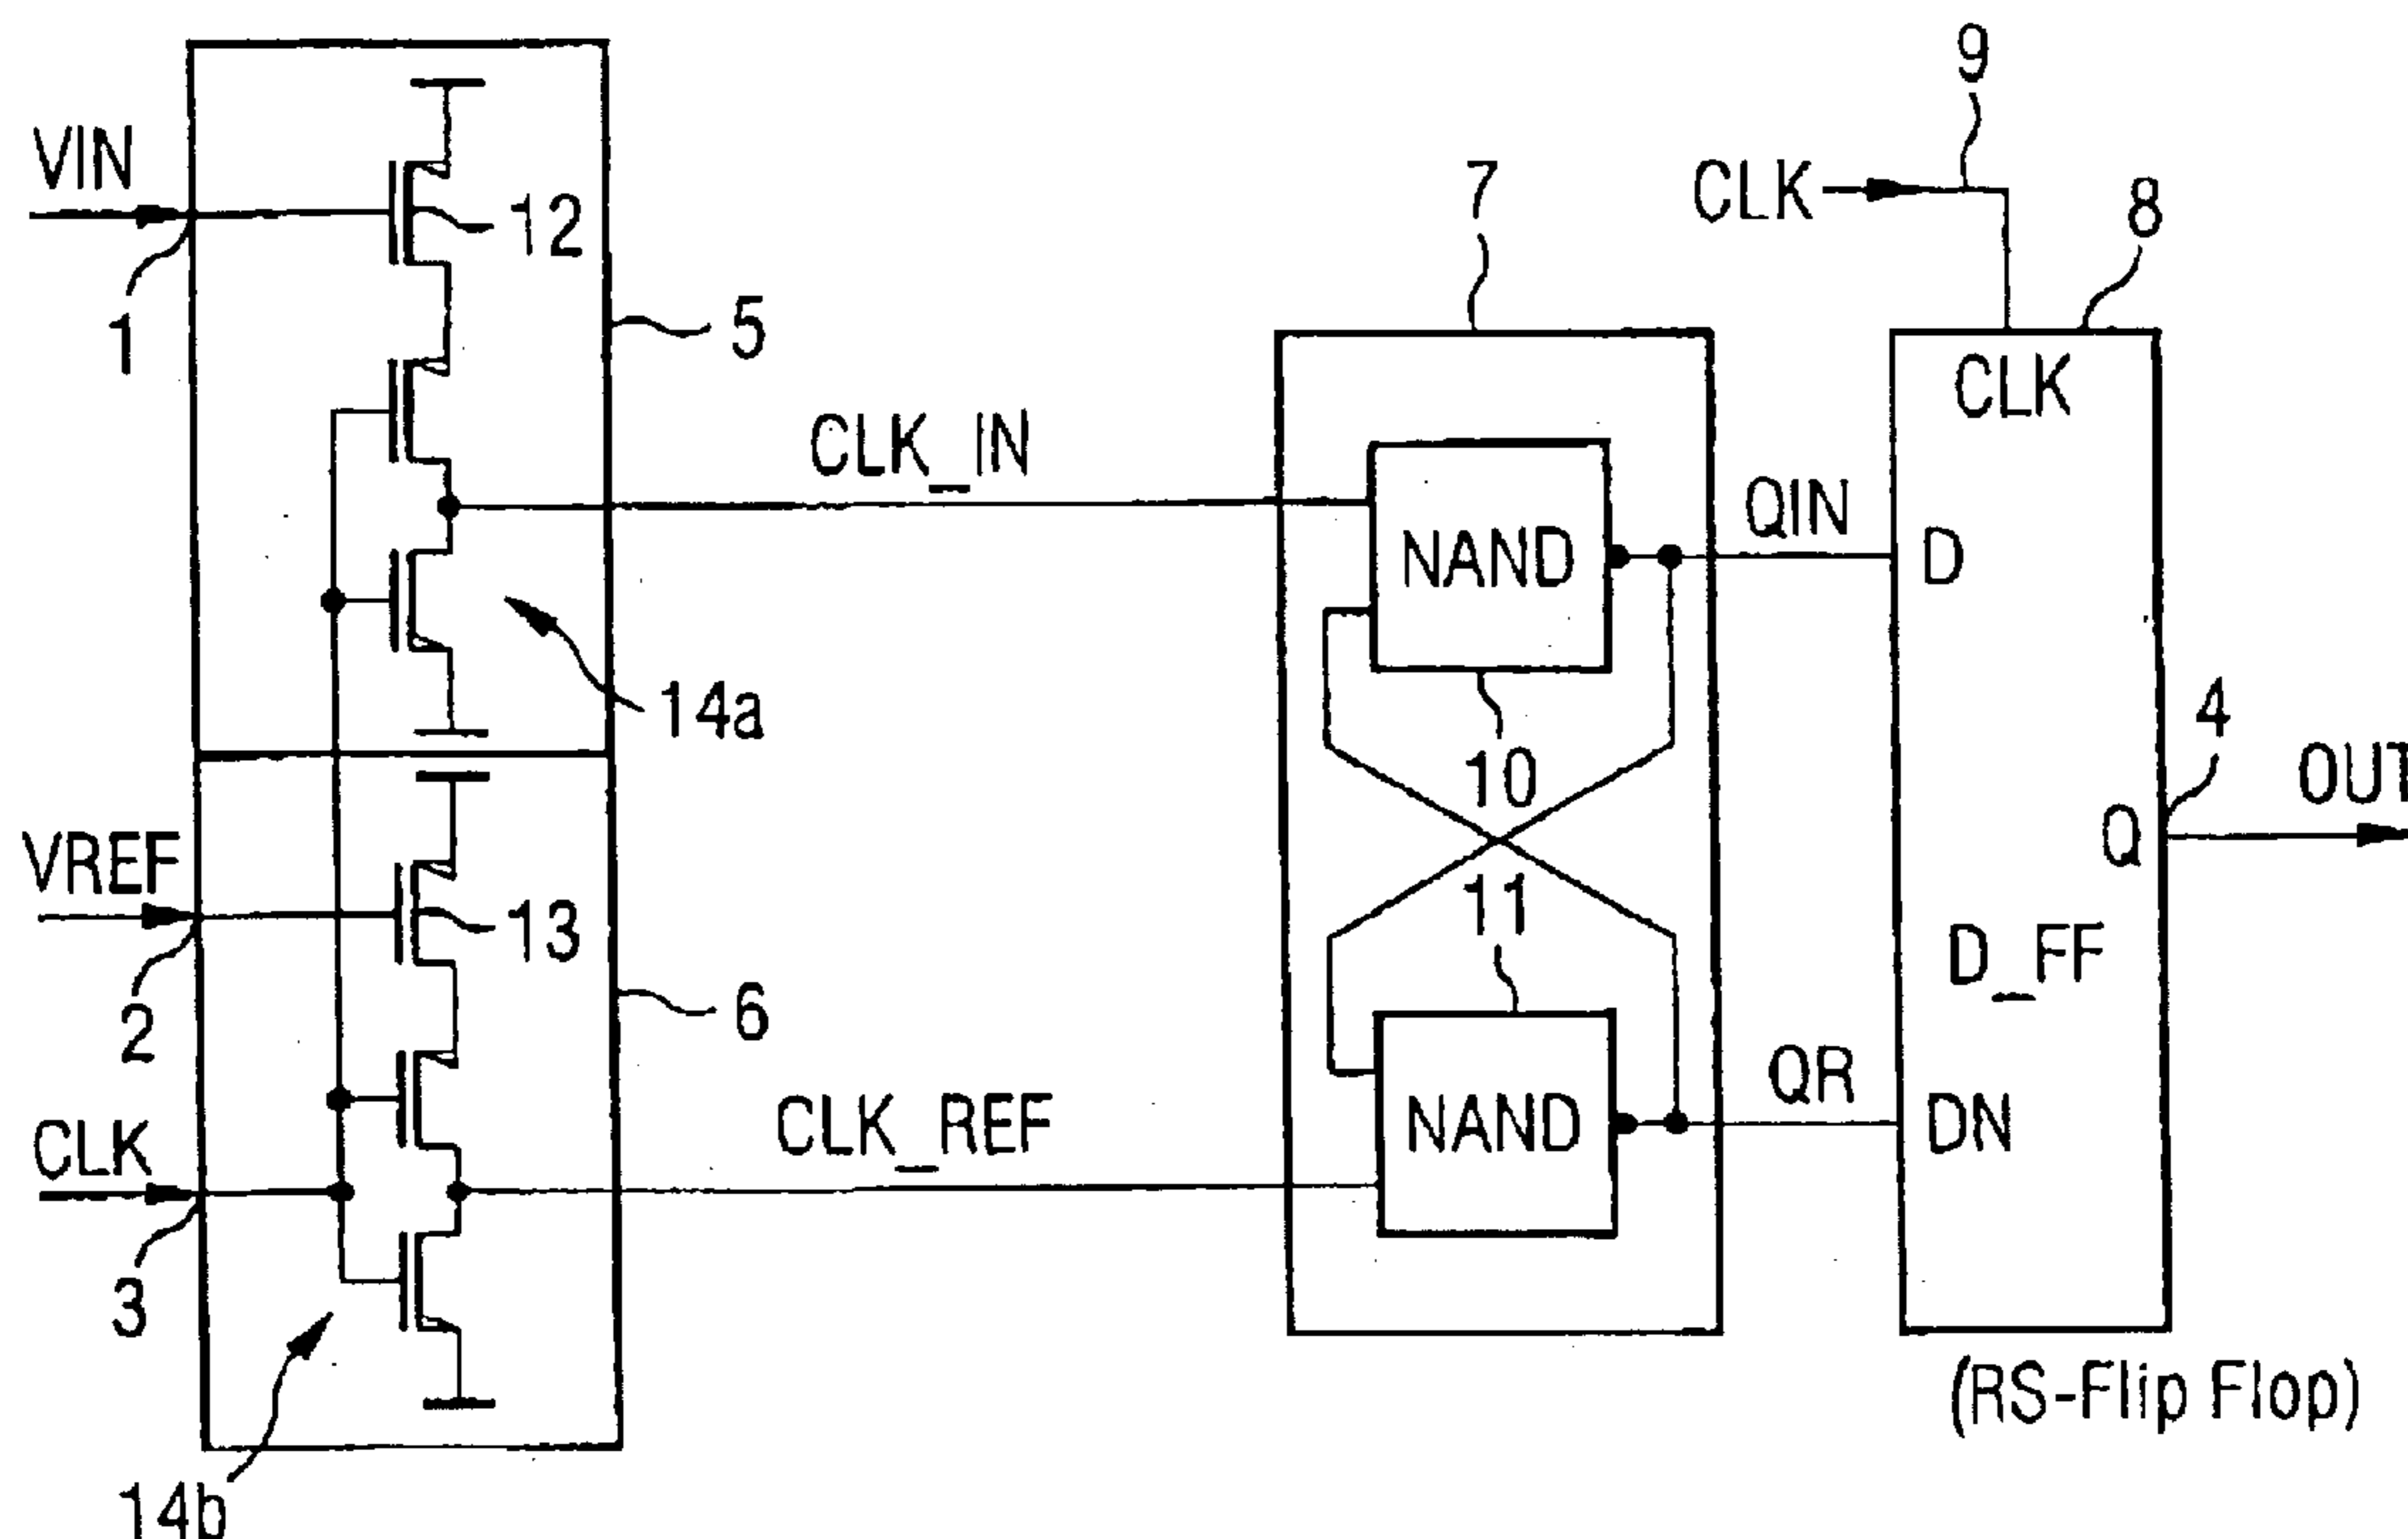 VIN
1
12
5
14a
VREF
2
13
6
CLK
3
14b
CLK_IN
CLK_REF
7
NAND
10
11
NAND
QIN
QR
CLK
9
8
CLK
D
Q
D_FF
DN
4
OUT
(RS-Flip Flop)